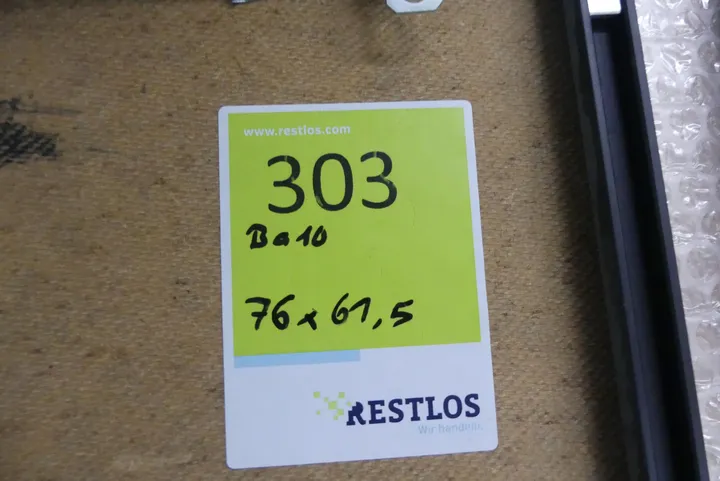 www.restlos.com
303
Ba10
76 x 61,5
RESTLOS
Wir handeln.